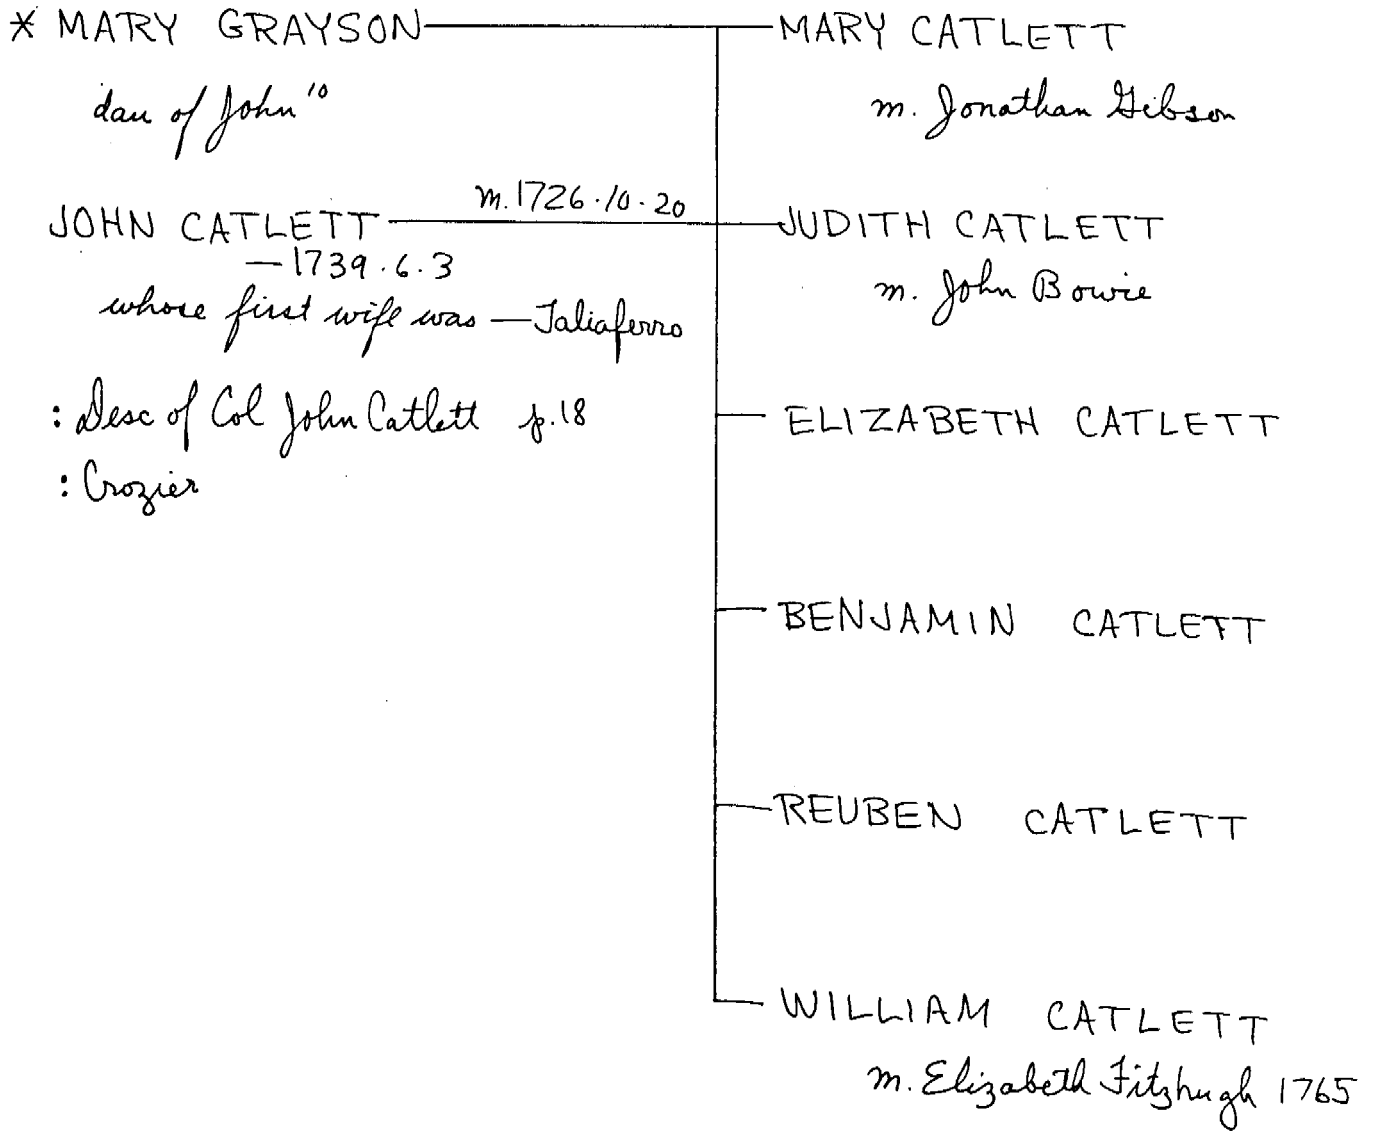 * MARY GRAYSON
dau of John 10
m. 1726.10.20
JOHN CATLETT
— 1739.6.3
whose first wife was — Taliaferro
: Desc of Col John Catlett p.18
: Crozier
MARY CATLETT
m. Jonathan Gibson
JUDITH CATLETT
m. John Bowie
ELIZABETH CATLETT
BENJAMIN CATLETT
REUBEN CATLETT
WILLIAM CATLETT
m. Elizabeth Fitzhugh 1765